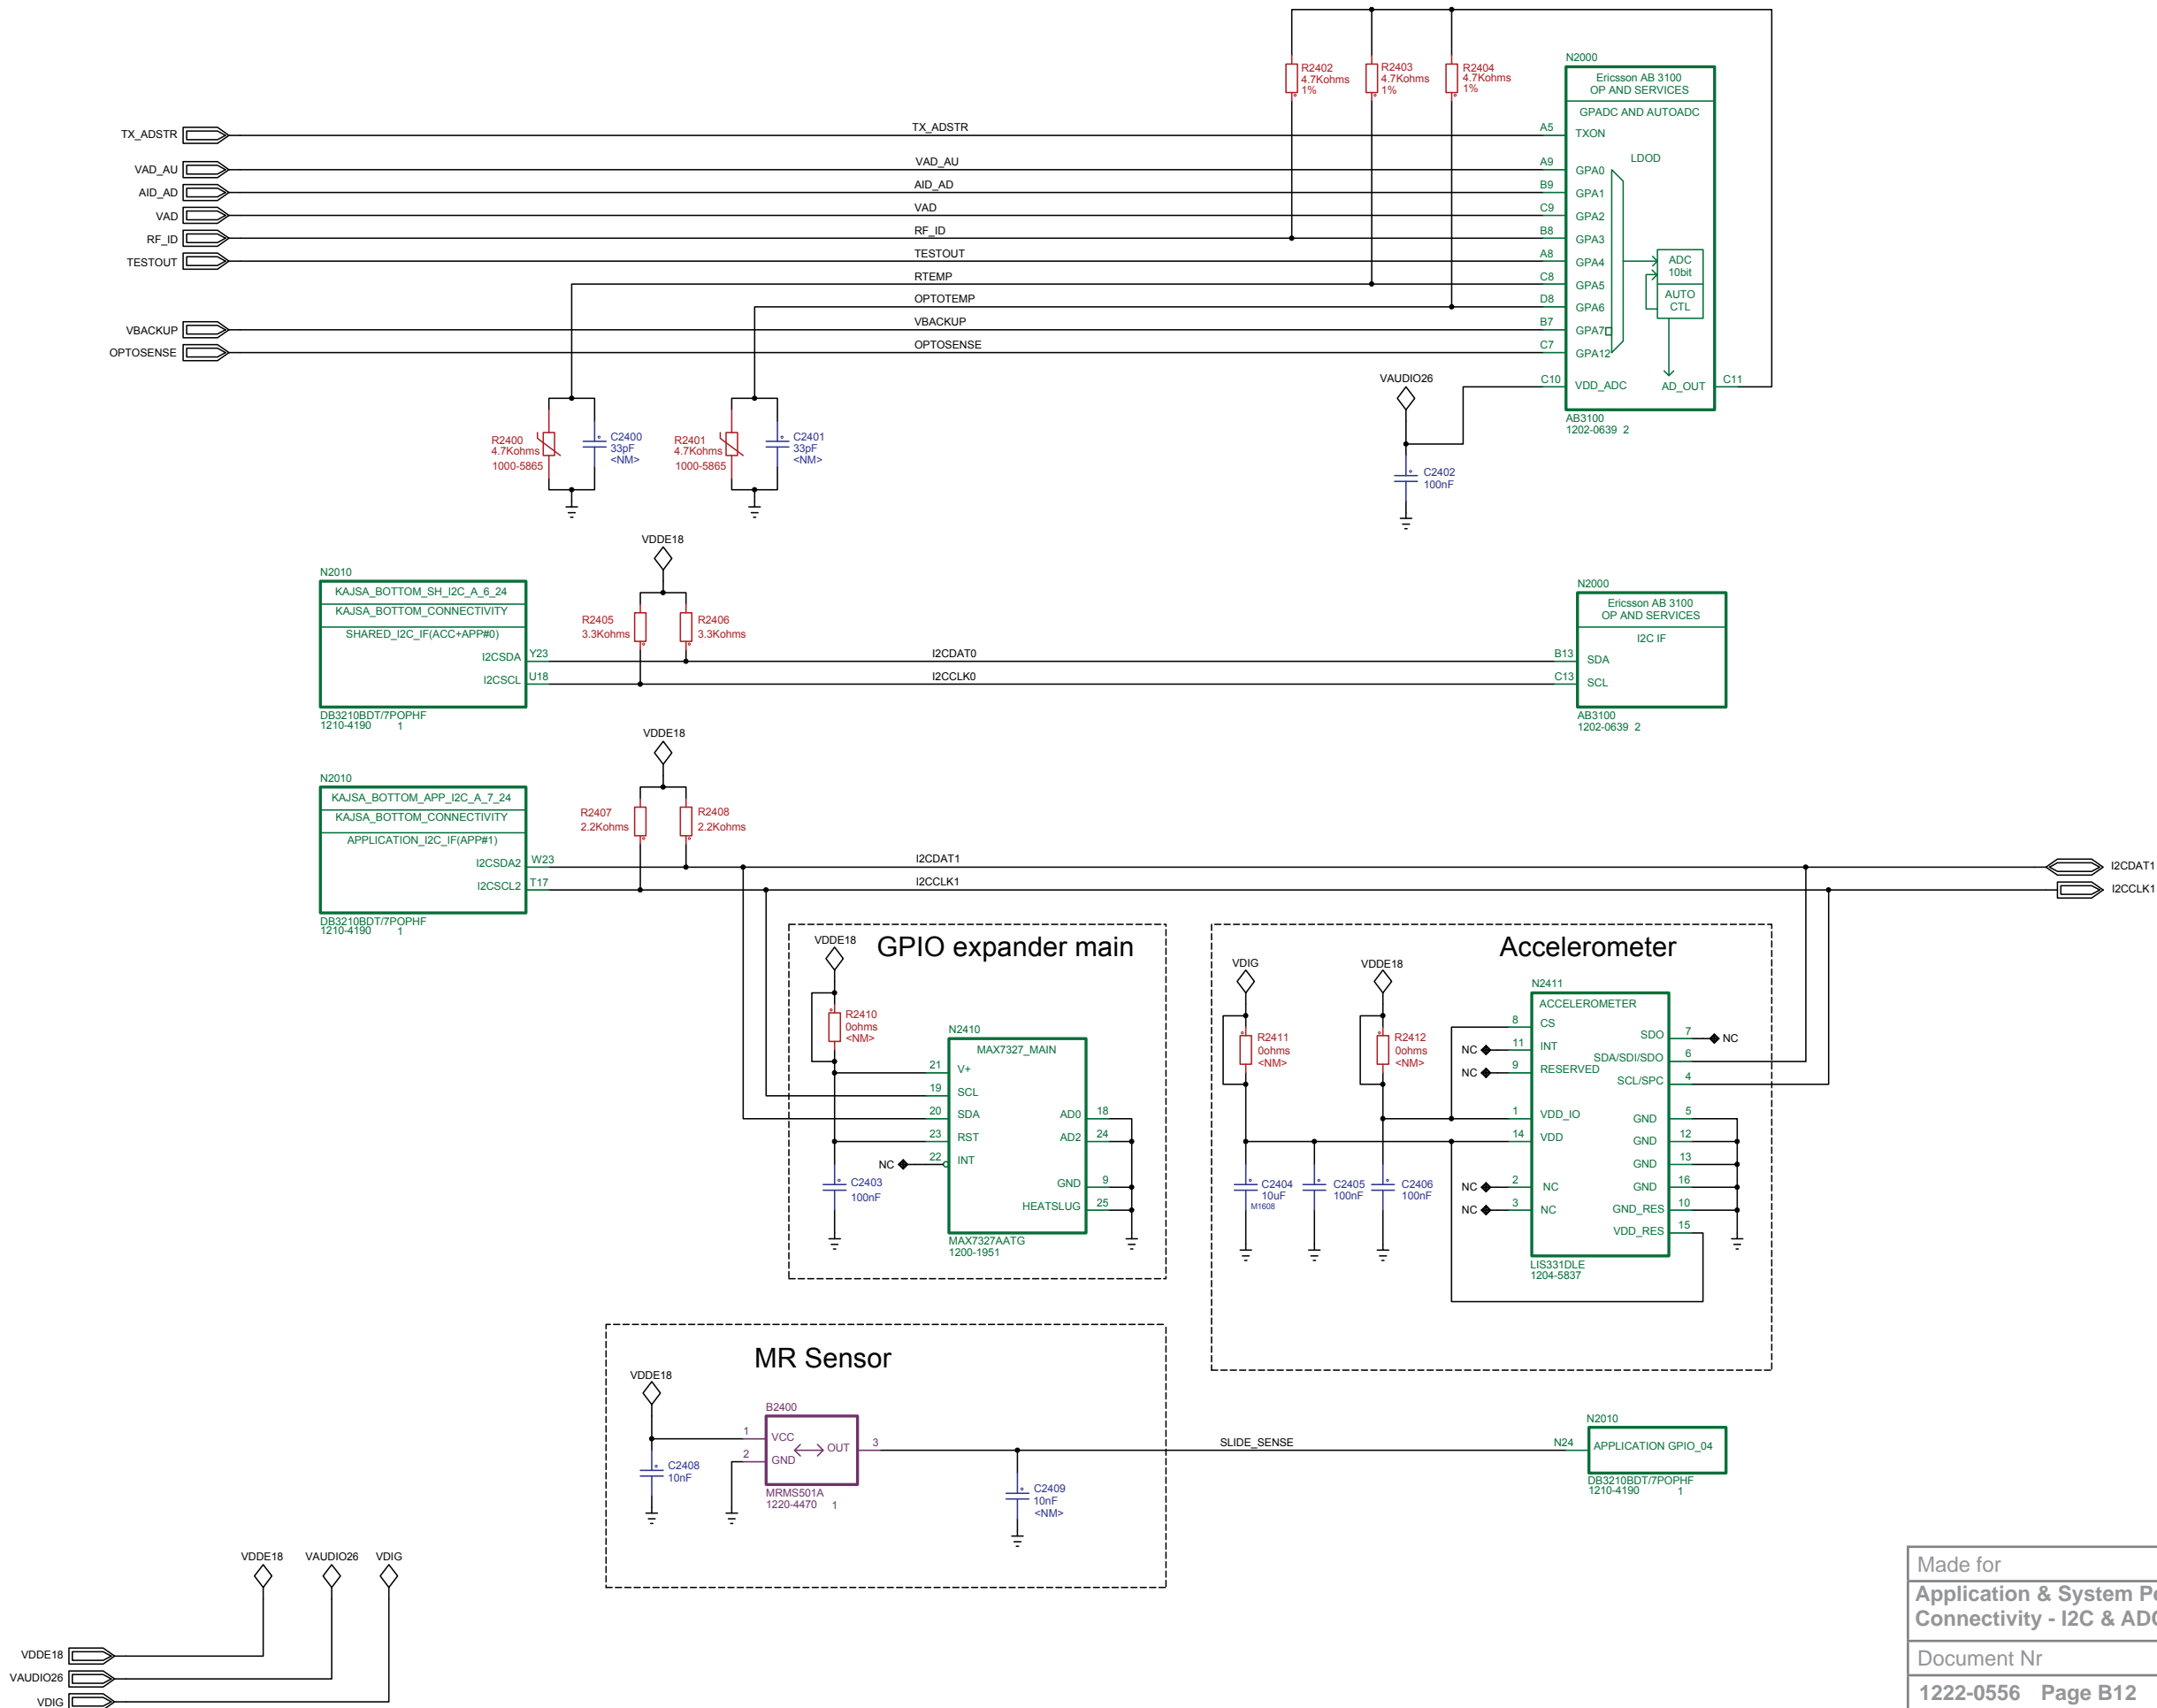 R2402
4.7Kohms
1%
R2403
4.7Kohms
1%
R2404
4.7Kohms
1%
N2000
Ericsson AB 3100
OP AND SERVICES
GPADC AND AUTOADC
TX_ADSTR
TX_ADSTR
A5
TXON
LDOD
VAD_AU
VAD_AU
A9
GPA0
AID_AD
AID_AD
B9
GPA1
VAD
VAD
C9
GPA2
RF_ID
RF_ID
B8
GPA3
TESTOUT
TESTOUT
A8
GPA4
ADC
10bit
RTEMP
C8
GPA5
AUTO
CTL
OPTOTEMP
D8
GPA6
VBACKUP
VBACKUP
B7
GPA7
OPTOSENSE
OPTOSENSE
C7
GPA12
VAUDIO26
C10
VDD_ADC
AD_OUT
C11
AB3100
1202-0639 2
R2400
4.7Kohms
1000-5865
C2400
33pF
<NM>
R2401
4.7Kohms
1000-5865
C2401
33pF
<NM>
C2402
100nF
VDDE18
N2010
KAJSA_BOTTOM_SH_I2C_A_6_24
KAJSA_BOTTOM_CONNECTIVITY
SHARED_I2C_IF(ACC+APP#0)
I2CSDA
Y23
I2CSCL
U18
DB3210BDT/7POPHF
1210-4190 1
R2405
3.3Kohms
R2406
3.3Kohms
I2CDAT0
I2CCLK0
N2000
Ericsson AB 3100
OP AND SERVICES
I2C IF
B13
SDA
C13
SCL
AB3100
1202-0639 2
VDDE18
N2010
KAJSA_BOTTOM_APP_I2C_A_7_24
KAJSA_BOTTOM_CONNECTIVITY
APPLICATION_I2C_IF(APP#1)
I2CSDA2
W23
I2CSCL2
T17
DB3210BDT/7POPHF
1210-4190 1
R2407
2.2Kohms
R2408
2.2Kohms
I2CDAT1
I2CCLK1
I2CDAT1
I2CCLK1
GPIO expander main
VDDE18
R2410
0ohms
<NM>
N2410
MAX7327_MAIN
21
V+
19
SCL
20
SDA
23
RST
NC
22
INT
AD0
18
AD2
24
GND
9
HEATSLUG
25
C2403
100nF
MAX7327AATG
1200-1951
Accelerometer
VDIG
VDDE18
R2411
0ohms
<NM>
R2412
0ohms
<NM>
N2411
ACCELEROMETER
8
CS
NC
11
INT
NC
9
RESERVED
1
VDD_IO
14
VDD
NC
2
NC
NC
3
NC
SDO
7
NC
SDA/SDI/SDO
6
SCL/SPC
4
GND
5
GND
12
GND
13
GND
16
GND_RES
10
VDD_RES
15
C2404
10uF
M1608
C2405
100nF
C2406
100nF
LIS331DLE
1204-5837
MR Sensor
VDDE18
B2400
1
VCC
2
GND
OUT
3
C2408
10nF
MRMS501A
1220-4470 1
C2409
10nF
<NM>
SLIDE_SENSE
N2010
N24
APPLICATION GPIO_04
DB3210BDT/7POPHF
1210-4190 1
VDDE18
VAUDIO26
VDIG
VDDE18
VAUDIO26
VDIG
Made for
Application & System
Connectivity - I2C &
Document Nr
1222-0556 Page B12